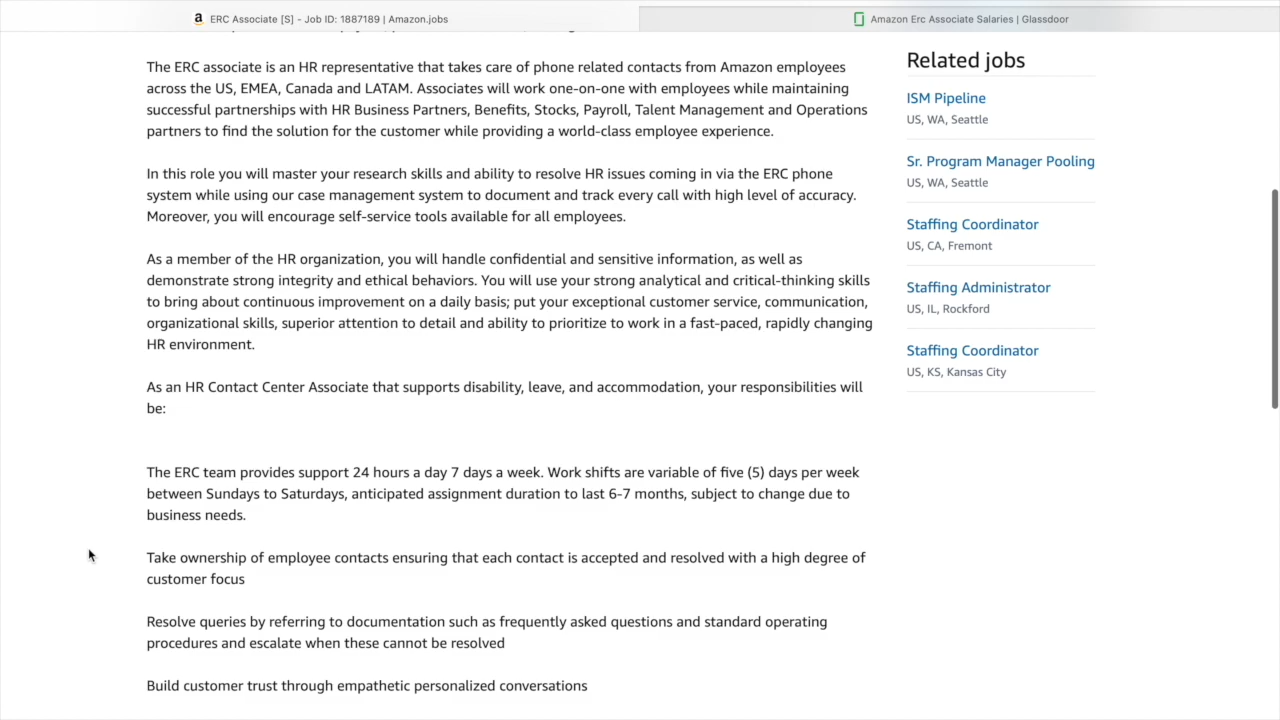 ERC Associate [S] - Job ID: 1887189 | Amazon.jobs
Amazon Erc Associate Salaries | Glassdoor
The ERC associate is an HR representative that takes care of phone related contacts from Amazon employees
across the US, EMEA, Canada and LATAM. Associates will work one-on-one with employees while maintaining
successful partnerships with HR Business Partners, Benefits, Stocks, Payroll, Talent Management and Operations
partners to find the solution for the customer while providing a world-class employee experience.
In this role you will master your research skills and ability to resolve HR issues coming in via the ERC phone
system while using our case management system to document and track every call with high level of accuracy.
Moreover, you will encourage self-service tools available for all employees.
As a member of the HR organization, you will handle confidential and sensitive information, as well as
demonstrate strong integrity and ethical behaviors. You will use your strong analytical and critical-thinking skills
to bring about continuous improvement on a daily basis; put your exceptional customer service, communication,
organizational skills, superior attention to detail and ability to prioritize to work in a fast-paced, rapidly changing
HR environment.
As an HR Contact Center Associate that supports disability, leave, and accommodation, your responsibilities will
be:
The ERC team provides support 24 hours a day 7 days a week. Work shifts are variable of five (5) days per week
between Sundays to Saturdays, anticipated assignment duration to last 6-7 months, subject to change due to
business needs.
Take ownership of employee contacts ensuring that each contact is accepted and resolved with a high degree of
customer focus
Resolve queries by referring to documentation such as frequently asked questions and standard operating
procedures and escalate when these cannot be resolved
Build customer trust through empathetic personalized conversations
Related jobs
ISM Pipeline
US, WA, Seattle
Sr. Program Manager Pooling
US, WA, Seattle
Staffing Coordinator
US, CA, Fremont
Staffing Administrator
US, IL, Rockford
Staffing Coordinator
US, KS, Kansas City